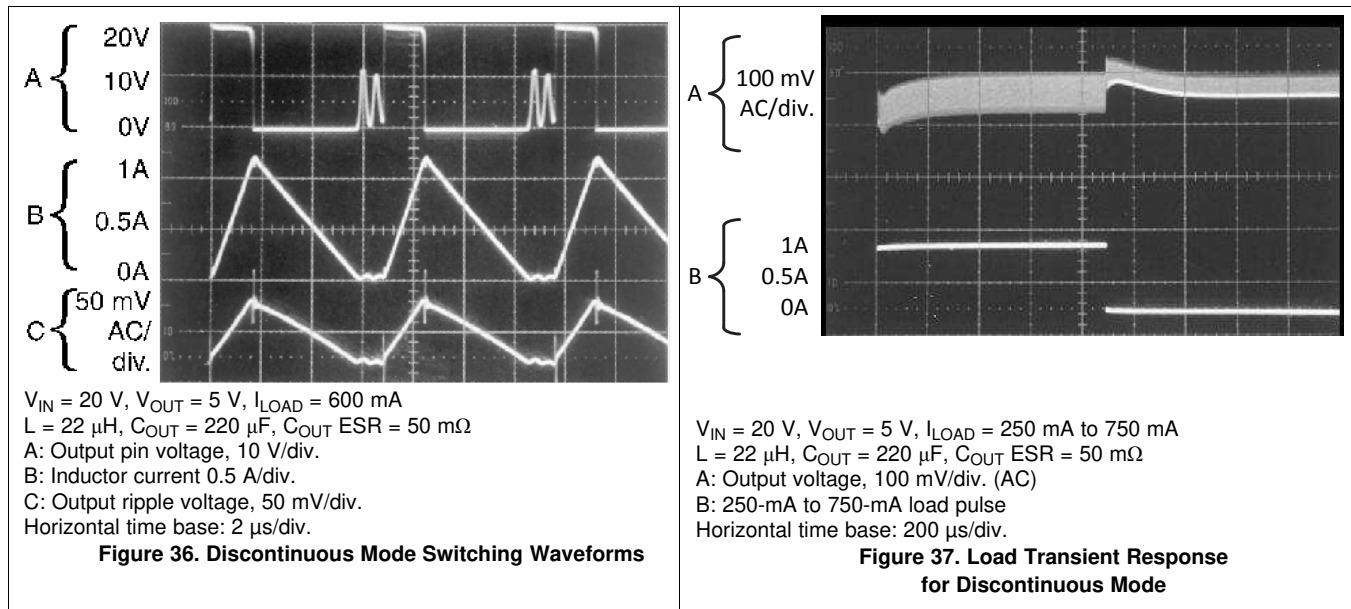 A
20V
10V
0V
B
1A
0.5A
0A
C
50 mV
AC/
div.
V_IN = 20 V, V_OUT = 5 V, I_LOAD = 600 mA
L = 22 μH, C_OUT = 220 μF, C_OUT ESR = 50 mΩ
A: Output pin voltage, 10 V/div.
B: Inductor current 0.5 A/div.
C: Output ripple voltage, 50 mV/div.
Horizontal time base: 2 μs/div.
Figure 36. Discontinuous Mode Switching Waveforms
A
100 mV
AC/div.
B
1A
0.5A
0A
V_IN = 20 V, V_OUT = 5 V, I_LOAD = 250 mA to 750 mA
L = 22 μH, C_OUT = 220 μF, C_OUT ESR = 50 mΩ
A: Output voltage, 100 mV/div. (AC)
B: 250-mA to 750-mA load pulse
Horizontal time base: 200 μs/div.
Figure 37. Load Transient Response
for Discontinuous Mode